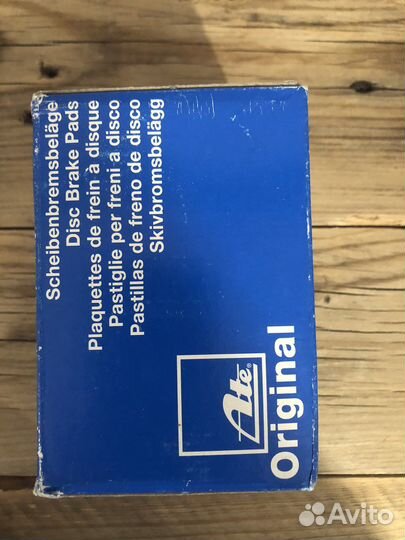 Scheibenbremsbeläge
Disc Brake Pads
Plaquettes de frein à disque
Pastiglie per freni a disco
Pastillas de freno de disco
Skivbromsbelägg
Ate®
Original
Avito